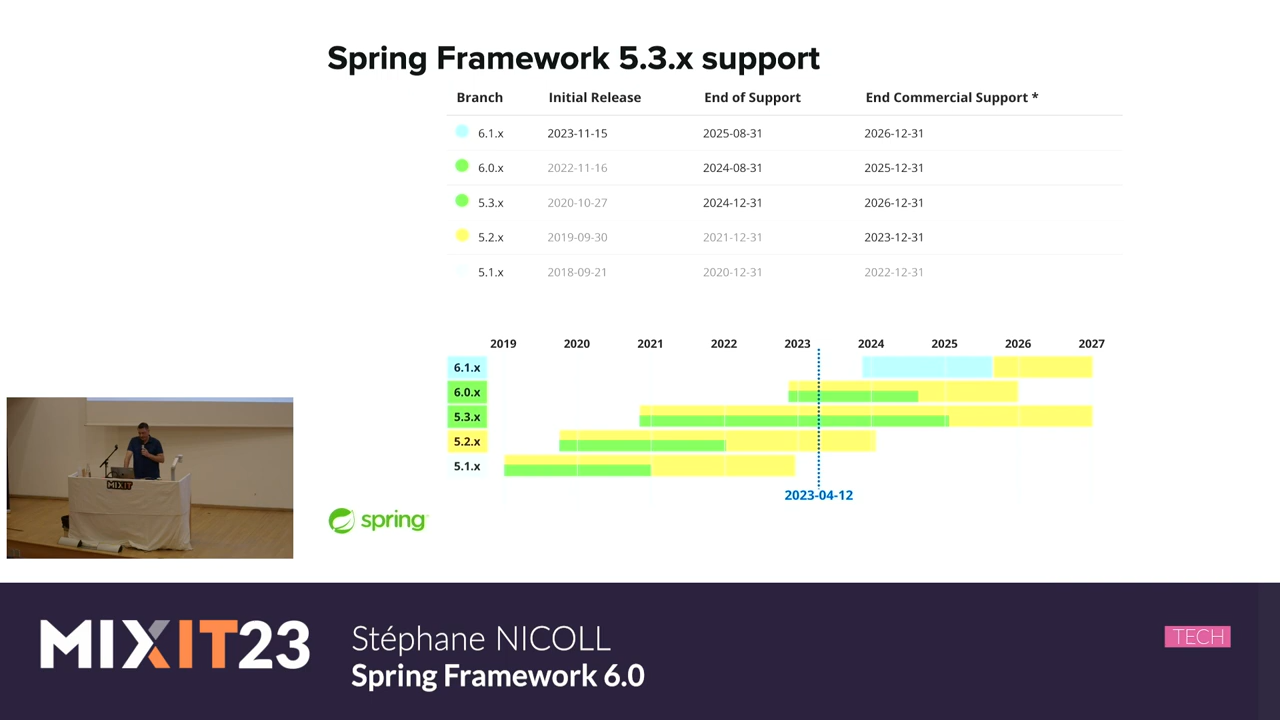 Spring Framework 5.3.x support
Branch Initial Release End of Support End Commercial Support *
6.1.x 2023-11-15 2025-08-31 2026-12-31
6.0.x 2022-11-16 2024-08-31 2025-12-31
5.3.x 2020-10-27 2024-12-31 2026-12-31
5.2.x 2019-09-30 2021-12-31 2023-12-31
5.1.x 2018-09-21 2020-12-31 2022-12-31
2019 2020 2021 2022 2023 2024 2025 2026 2027
6.1.x
6.0.x
5.3.x
5.2.x
5.1.x
2023-04-12
spring
MIXIT
MIXIT23
Stéphane NICOLL
Spring Framework 6.0
TECH